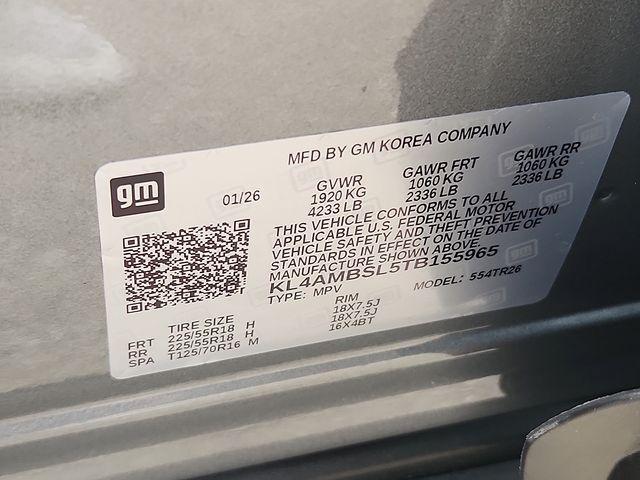 MFD BY GM KOREA COMPANY
gm
01/26
GVWR GAWR FRT GAWR RR
1920 KG 1060 KG 1060 KG
4233 LB 2336 LB 2336 LB
THIS VEHICLE CONFORMS TO ALL
APPLICABLE U.S. FEDERAL MOTOR
VEHICLE SAFETY AND THEFT PREVENTION
STANDARDS IN EFFECT ON THE DATE OF
MANUFACTURE SHOWN ABOVE.
KL4AMBSL5TB155965
TYPE: MPV MODEL: 554TR26
TIRE SIZE RIM
FRT 225/55R18 H 18X7.5J
RR 225/55R18 H 18X7.5J
SPA T125/70R16 M 16X4BT